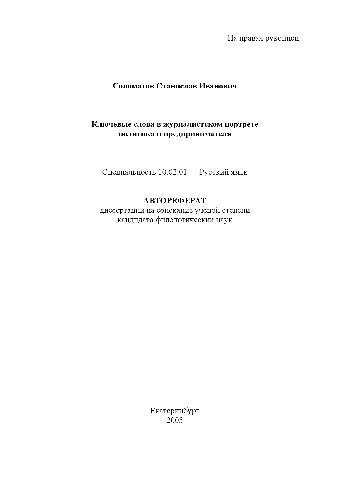 На правах рукописи
Станислав Иванович
Ключевые слова в журналистском портрете
политика и предпринимателя
Специальность 10.02.01 — Русский язык
АВТОРЕФЕРАТ
диссертации на соискание ученой степени
кандидата филологических наук
Екатеринбург
2005